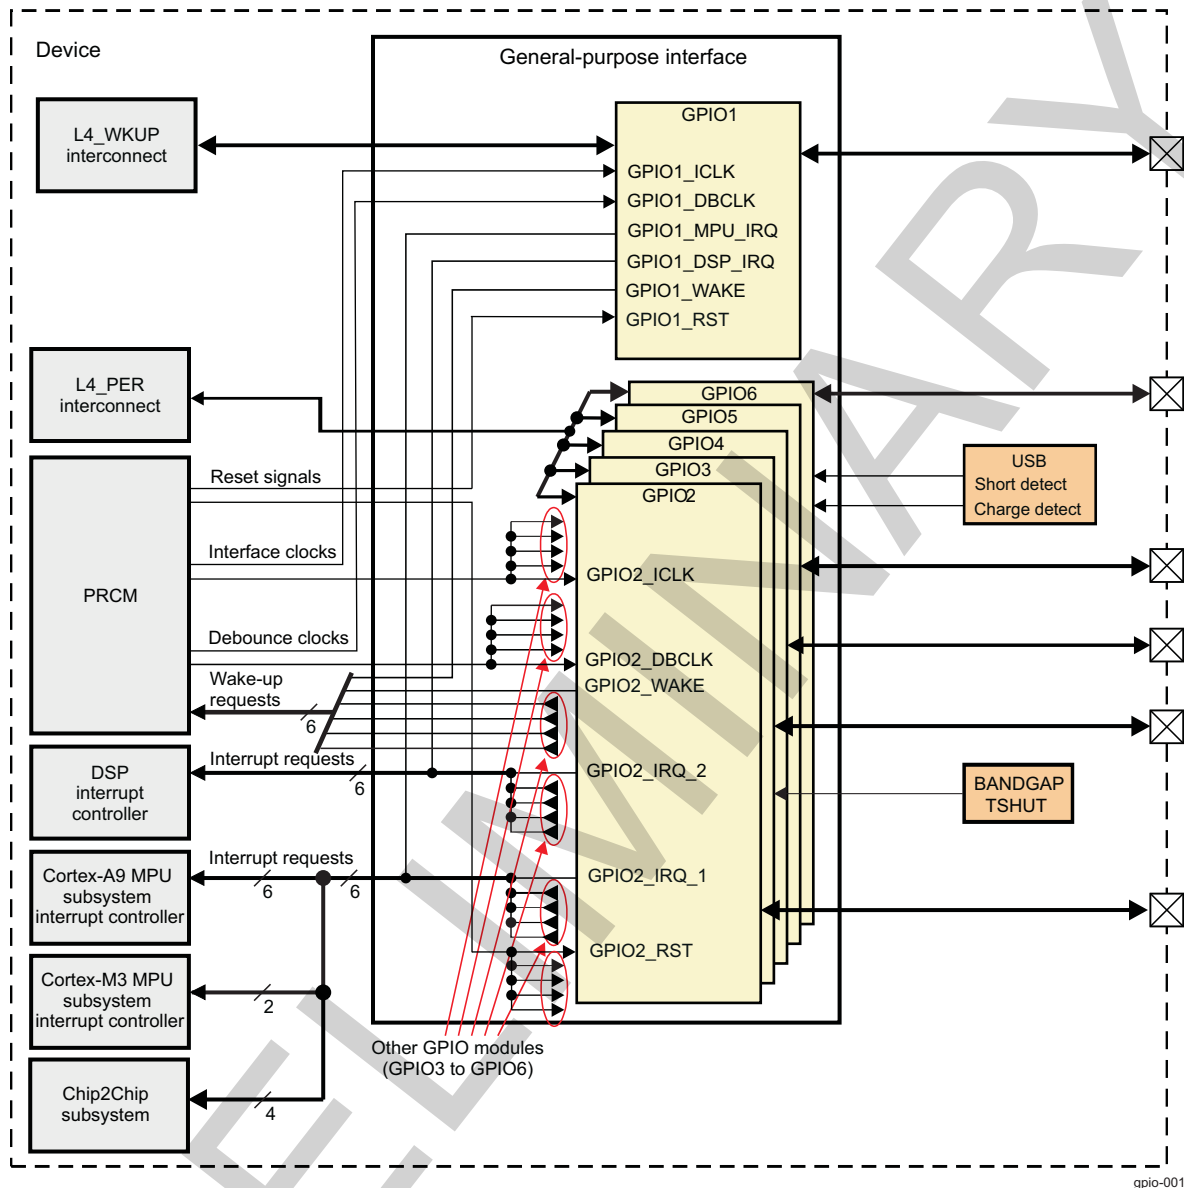 Device
General-purpose interface
L4_WKUP
interconnect
GPIO1
GPIO1_ICLK
GPIO1_DBCLK
GPIO1_MPU_IRQ
GPIO1_DSP_IRQ
GPIO1_WAKE
GPIO1_RST
L4_PER
interconnect
GPIO6
GPIO5
GPIO4
GPIO3
GPIO2
USB
Short detect
Charge detect
PRCM
Reset signals
Interface clocks
Debounce clocks
Wake-up
requests
6
GPIO2_ICLK
GPIO2_DBCLK
GPIO2_WAKE
DSP
interrupt
controller
Interrupt requests
6
GPIO2_IRQ_2
BANDGAP
TSHUT
Cortex-A9 MPU
subsystem
interrupt controller
Interrupt requests
6
6
GPIO2_IRQ_1
GPIO2_RST
Cortex-M3 MPU
subsystem
interrupt controller
2
Other GPIO modules
(GPIO3 to GPIO6)
Chip2Chip
subsystem
4
gpio-001
ELIMINARY